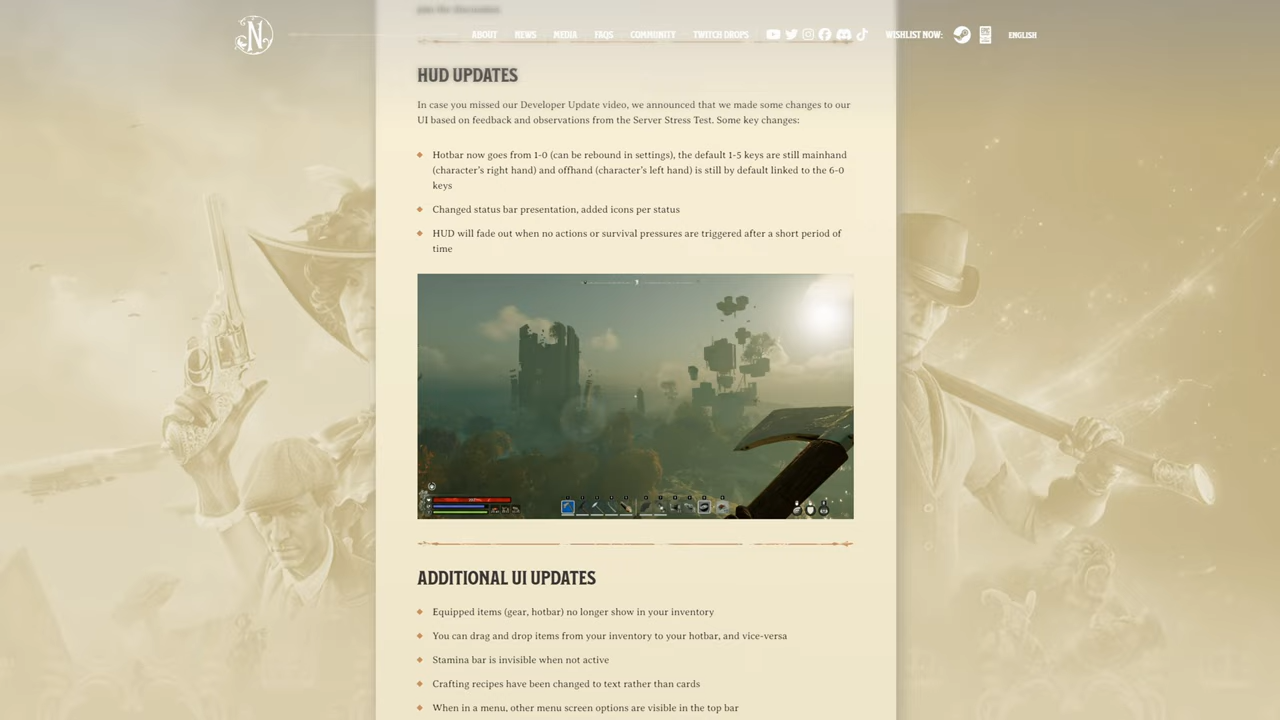 Join the discussion
N
ABOUT NEWS MEDIA FAQS COMMUNITY TWITCH DROPS WISHLIST NOW: ENGLISH
HUD UPDATES
In case you missed our Developer Update video, we announced that we made some changes to our
UI based on feedback and observations from the Server Stress Test. Some key changes:
Hotbar now goes from 1-0 (can be rebound in settings), the default 1-5 keys are still mainhand
(character's right hand) and offhand (character's left hand) is still by default linked to the 6-0
keys
Changed status bar presentation, added icons per status
HUD will fade out when no actions or survival pressures are triggered after a short period of
time
ADDITIONAL UI UPDATES
Equipped items (gear, hotbar) no longer show in your inventory
You can drag and drop items from your inventory to your hotbar, and vice-versa
Stamina bar is invisible when not active
Crafting recipes have been changed to text rather than cards
When in a menu, other menu screen options are visible in the top bar